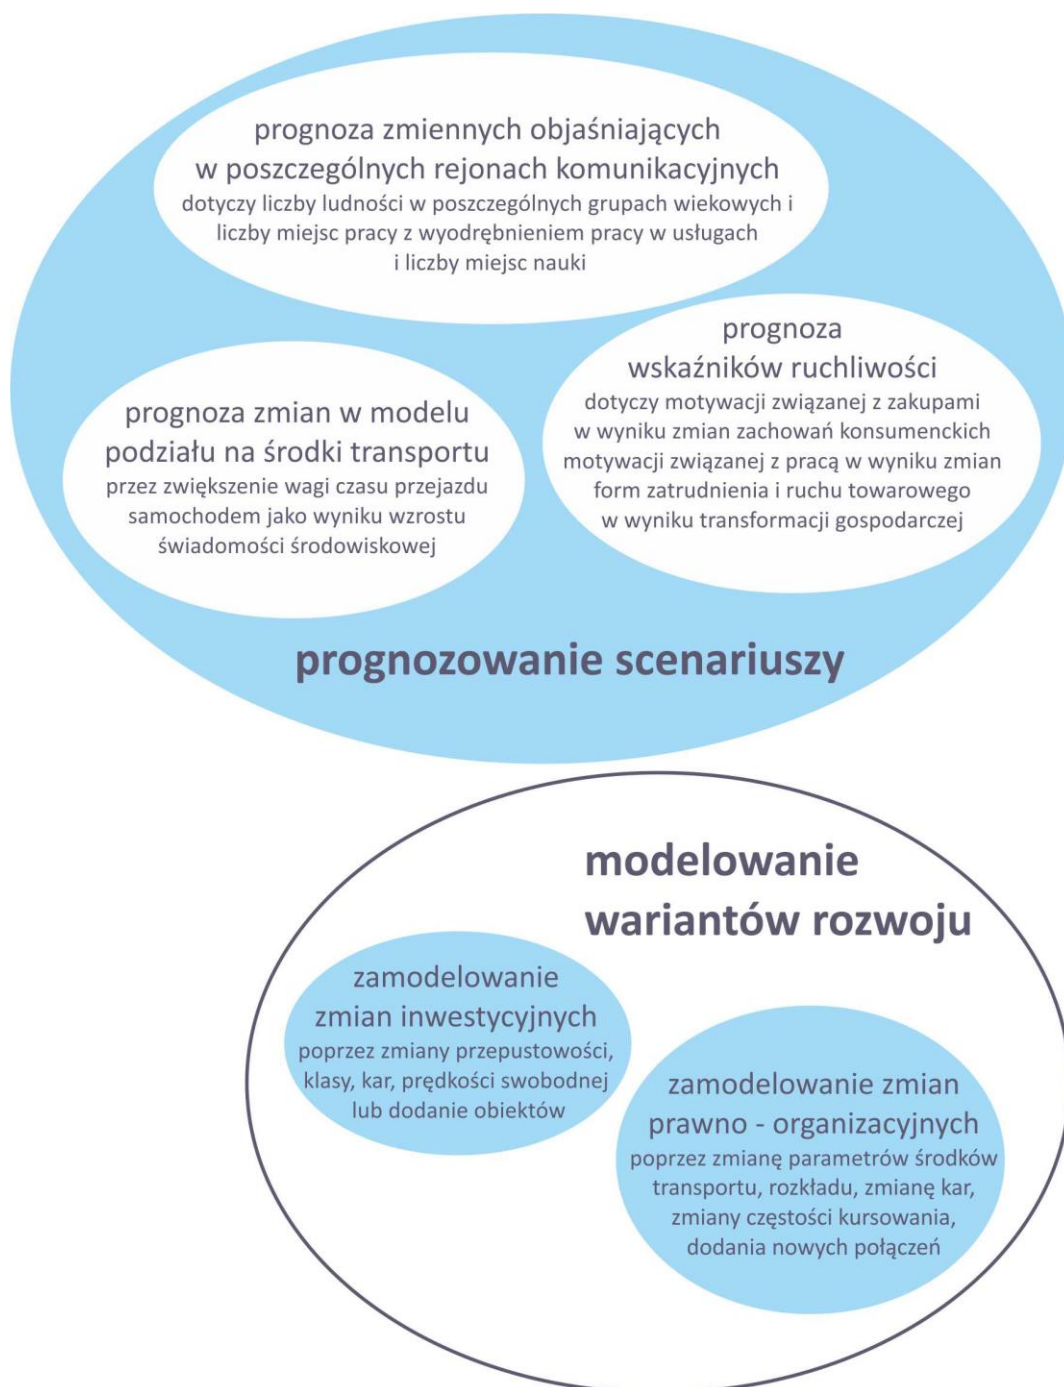 prognoza zmiennych objaśniających
w poszczególnych rejonach komunikacyjnych
dotyczy liczby ludności w poszczególnych grupach wiekowych i
liczby miejsc pracy z wyodrębnieniem pracy w usługach
i liczby miejsc nauki
prognoza
wskaźników ruchliwości
dotyczy motywacji związanej z zakupami
w wyniku zmian zachowań konsumenckich
motywacji związanej z pracą w wyniku zmian
form zatrudnienia i ruchu towarowego
w wyniku transformacji gospodarczej
prognoza zmian w modelu
podziału na środki transportu
przez zwiększenie wagi czasu przejazdu
samochodem jako wyniku wzrostu
świadomości środowiskowej
prognozowanie scenariuszy
modelowanie
wariantów rozwoju
zamodelowanie
zmian inwestycyjnych
poprzez zmiany przepustowości,
klasy, kar, prędkości swobodnej
lub dodanie obiektów
zamodelowanie zmian
prawno - organizacyjnych
poprzez zmianę parametrów środków
transportu, rozkładu, zmianę kar,
zmiany częstości kursowania,
dodania nowych połączeń